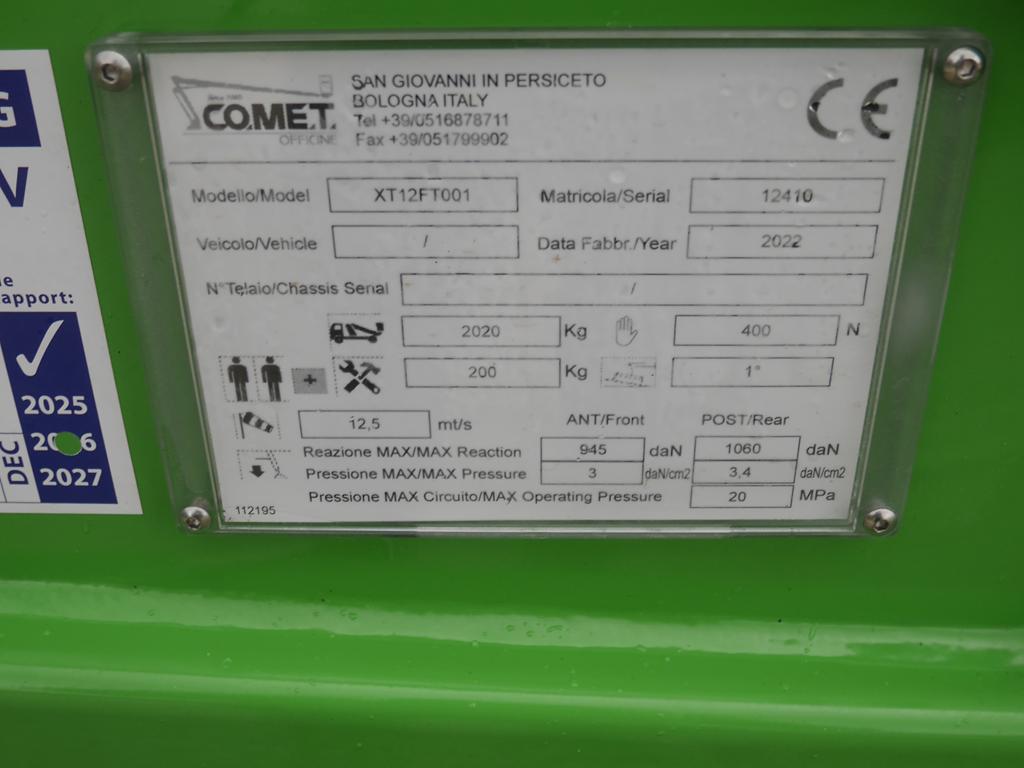 G
N
e
apport:
2025
DEC
2027
Since 1960
CO.ME.T.
OFFICINE
SAN GIOVANNI IN PERSICETO
BOLOGNA ITALY
Tel +39/0516878711
Fax +39/051799902
CE
Modello/Model XT12FT001 Matricola/Serial 12410
Veicolo/Vehicle / Data Fabbr./Year 2022
N°Telaio/Chassis Serial /
2020 Kg 400 N
+ 200 Kg 1°
12,5 mt/s ANT/Front POST/Rear
Reazione MAX/MAX Reaction 945 daN 1060 daN
Pressione MAX/MAX Pressure 3 daN/cm2 3,4 daN/cm2
Pressione MAX Circuito/MAX Operating Pressure 20 MPa
112195